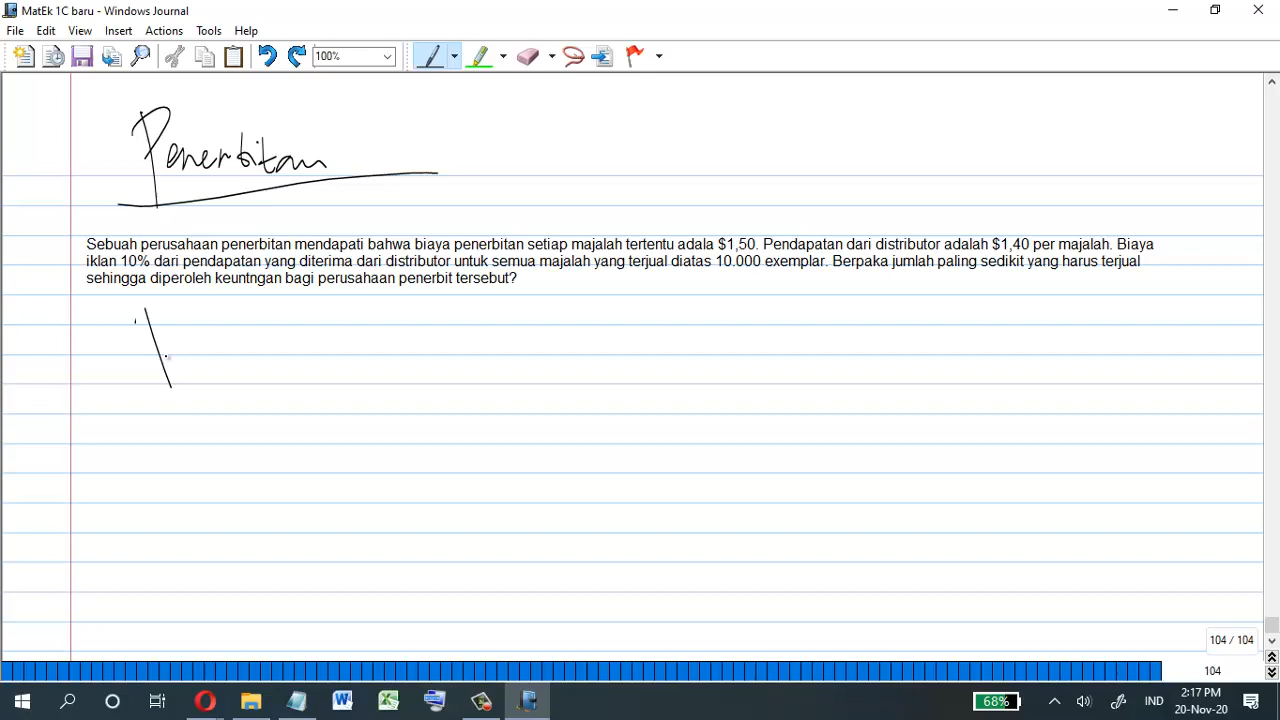 MatEk 1C baru - Windows Journal
File Edit View Insert Actions Tools Help
100%
Penerbitan
Sebuah perusahaan penerbitan mendapati bahwa biaya penerbitan setiap majalah tertentu adala $1,50. Pendapatan dari distributor adalah $1,40 per majalah. Biaya
iklan 10% dari pendapatan yang diterima dari distributor untuk semua majalah yang terjual diatas 10.000 exemplar. Berpaka jumlah paling sedikit yang harus terjual
sehingga diperoleh keuntngan bagi perusahaan penerbit tersebut?
104 / 104
104
68%
IND
2:17 PM
20-Nov-20